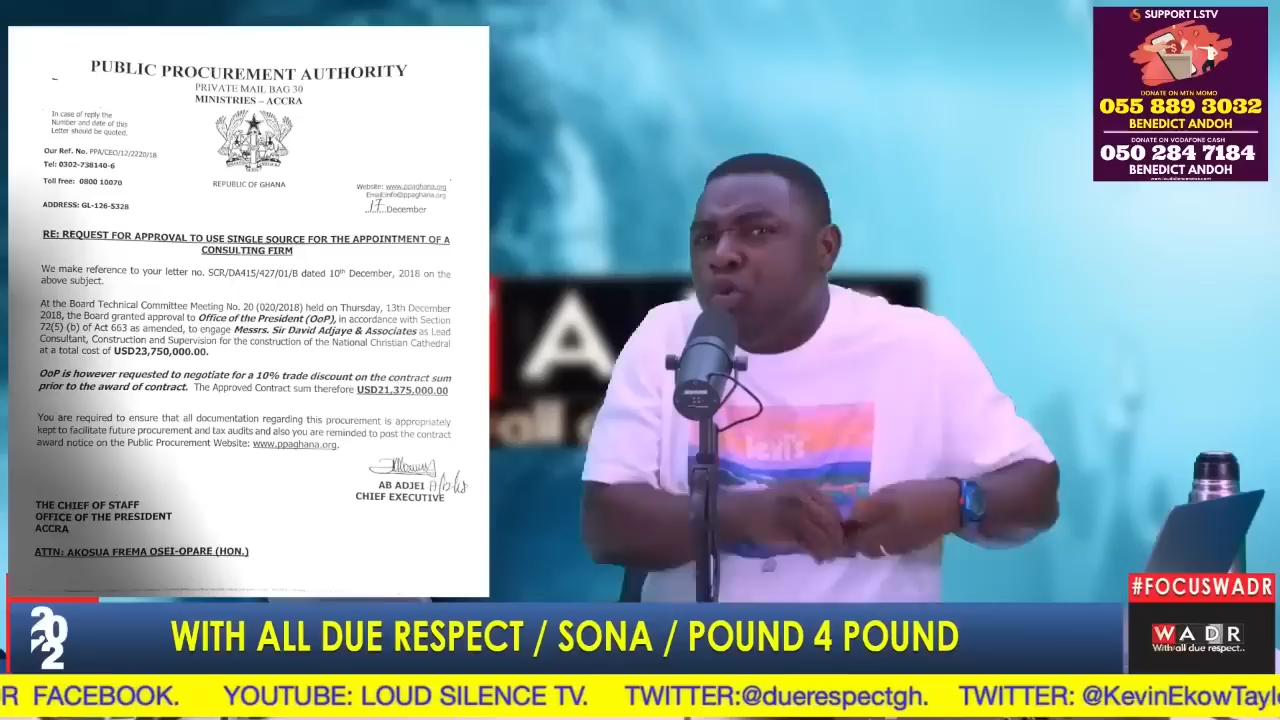 PUBLIC PROCUREMENT AUTHORITY
PRIVATE MAIL BAG 30
MINISTRIES – ACCRA
In case of reply the
Number and date of this
Letter should be quoted.
Our Ref. No. PPA/CEO/12/2220/18
Tel: 0302-738140-6
Toll free: 0800 10070
ADDRESS: GL-126-5328
REPUBLIC OF GHANA
Website: www.ppaghana.org
Email:info@ppaghana.org
17 December
RE: REQUEST FOR APPROVAL TO USE SINGLE SOURCE FOR THE APPOINTMENT OF A
CONSULTING FIRM
We make reference to your letter no. SCR/DA415/427/01/B dated 10th December, 2018 on the
above subject.
At the Board Technical Committee Meeting No. 20 (020/2018) held on Thursday, 13th December
2018, the Board granted approval to Office of the President (OoP), in accordance with Section
72(5) (b) of Act 663 as amended, to engage Messrs. Sir David Adjaye & Associates as Lead
Consultant, Construction and Supervision for the construction of the National Christian Cathedral
at a total cost of USD23,750,000.00.
OoP is however requested to negotiate for a 10% trade discount on the contract sum
prior to the award of contract. The Approved Contract sum therefore USD21,375,000.00
You are required to ensure that all documentation regarding this procurement is appropriately
kept to facilitate future procurement and tax audits and also you are reminded to post the contract
award notice on the Public Procurement Website: www.ppaghana.org.
AB ADJEI
CHIEF EXECUTIVE
THE CHIEF OF STAFF
OFFICE OF THE PRESIDENT
ACCRA
ATTN: AKOSUA FREMA OSEI-OPARE (HON.)
SUPPORT LSTV
DONATE ON MTN MOMO
055 889 3032
BENEDICT ANDOH
DONATE ON VODAFONE CASH
050 284 7184
BENEDICT ANDOH
A
Levi's
#FOCUSWADR
2022
WITH ALL DUE RESPECT / SONA / POUND 4 POUND
WADR
With all due respect..
R FACEBOOK. YOUTUBE: LOUD SILENCE TV. TWITTER:@duerespectgh. TWITTER: @KevinEkowTayl